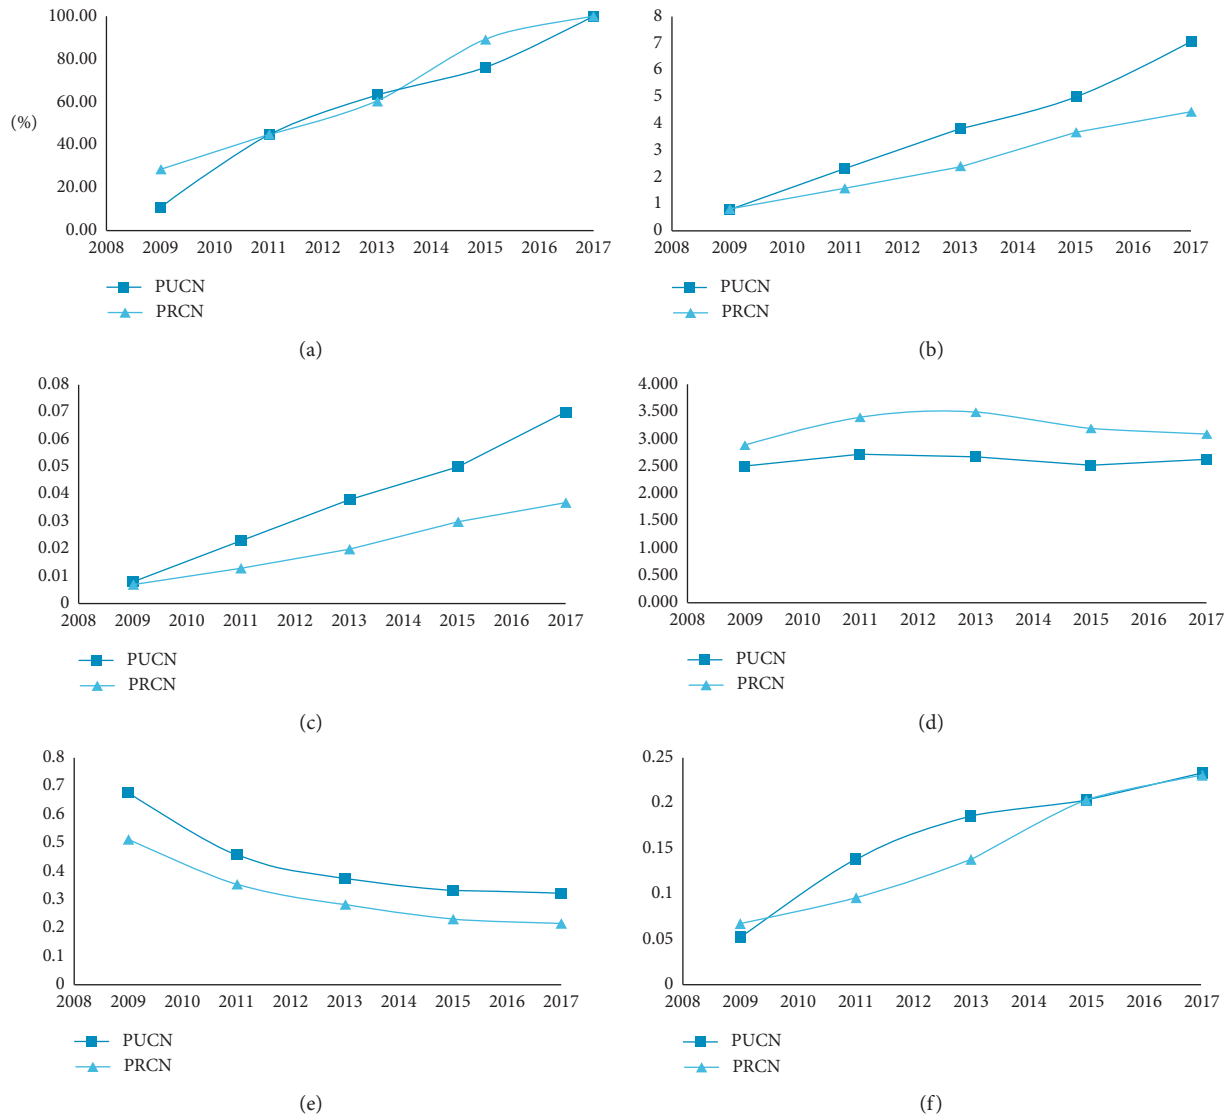 100.00
80.00
60.00
(%)
40.00
20.00
0.00
2008 2009 2010 2011 2012 2013 2014 2015 2016 2017
PUCN
PRCN
(a)
8
7
6
5
4
3
2
1
0
2008 2009 2010 2011 2012 2013 2014 2015 2016 2017
PUCN
PRCN
(b)
0.08
0.07
0.06
0.05
0.04
0.03
0.02
0.01
0
2008 2009 2010 2011 2012 2013 2014 2015 2016 2017
PUCN
PRCN
(c)
4.000
3.500
3.000
2.500
2.000
1.500
1.000
0.500
0.000
2008 2009 2010 2011 2012 2013 2014 2015 2016 2017
PUCN
PRCN
(d)
0.8
0.7
0.6
0.5
0.4
0.3
0.2
0.1
0
2008 2009 2010 2011 2012 2013 2014 2015 2016 2017
PUCN
PRCN
(e)
0.25
0.2
0.15
0.1
0.05
0
2008 2009 2010 2011 2012 2013 2014 2015 2016 2017
PUCN
PRCN
(f)